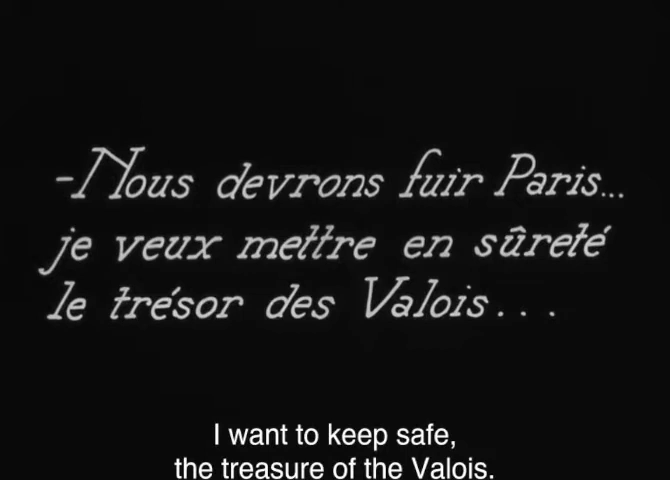 -Nous devrons fuir Paris...
je veux mettre en sûreté
le trésor des Valois...
I want to keep safe,
the treasure of the Valois.